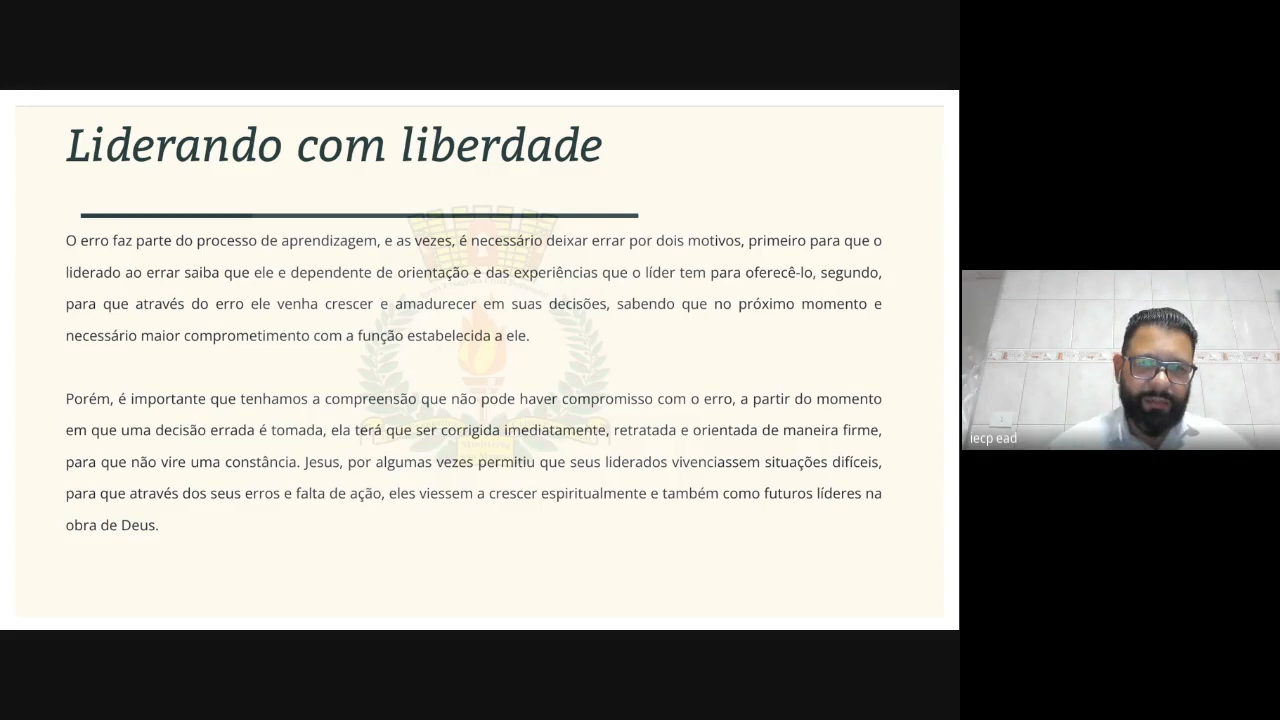 Liderando com liberdade
O erro faz parte do processo de aprendizagem, e as vezes, é necessário deixar errar por dois motivos, primeiro para que o
liderado ao errar saiba que ele e dependente de orientação e das experiências que o líder tem para oferecê-lo, segundo,
para que através do erro ele venha crescer e amadurecer em suas decisões, sabendo que no próximo momento e
necessário maior comprometimento com a função estabelecida a ele.
Porém, é importante que tenhamos a compreensão que não pode haver compromisso com o erro, a partir do momento
em que uma decisão errada é tomada, ela terá que ser corrigida imediatamente, retratada e orientada de maneira firme,
para que não vire uma constância. Jesus, por algumas vezes permitiu que seus liderados vivenciassem situações difíceis,
para que através dos seus erros e falta de ação, eles viessem a crescer espiritualmente e também como futuros líderes na
obra de Deus.
iecp ead